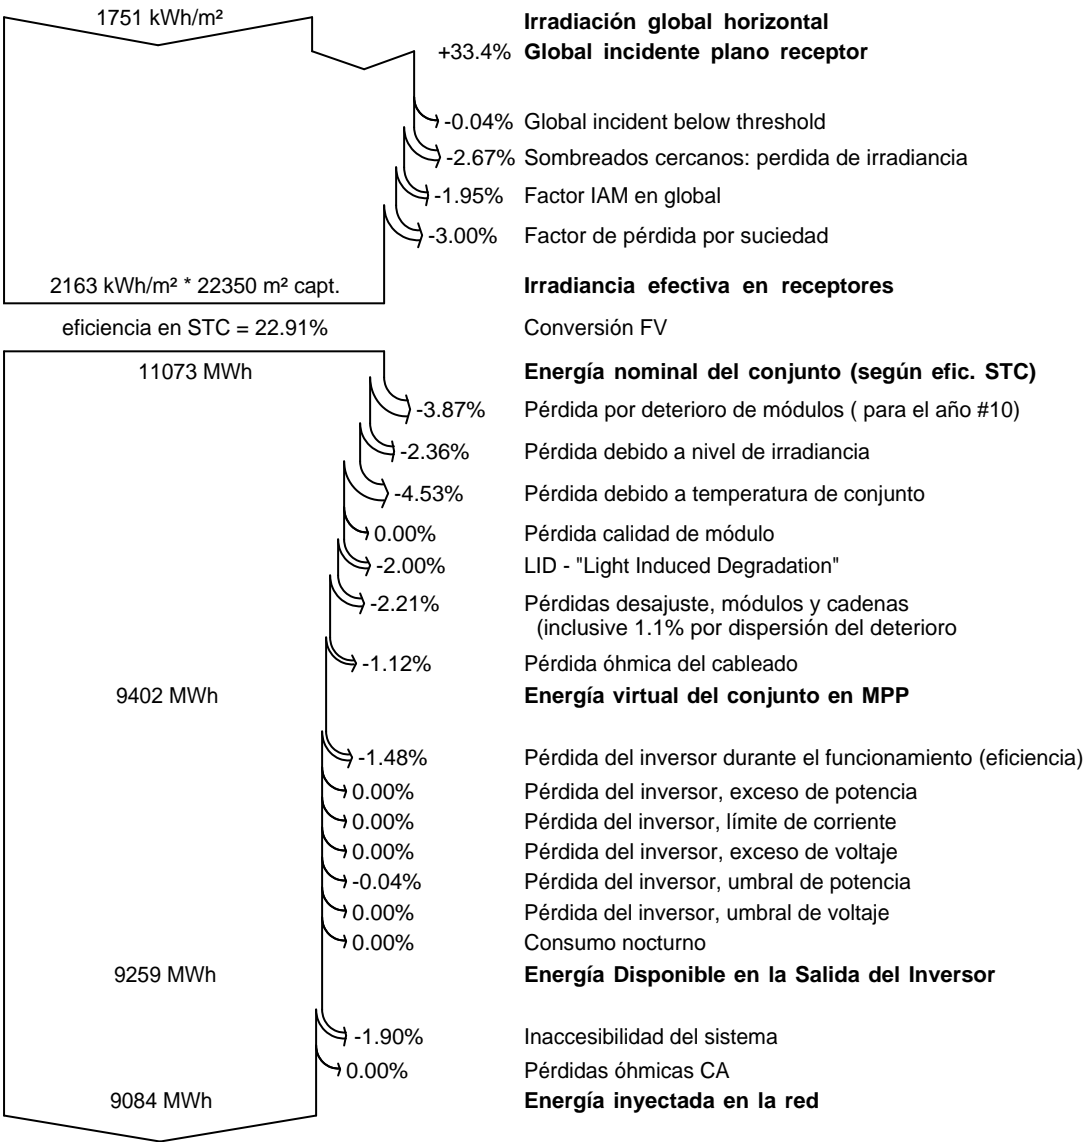 1751 kWh/m² Irradiación global horizontal
+33.4% Global incidente plano receptor
-0.04% Global incident below threshold
-2.67% Sombreados cercanos: perdida de irradiancia
-1.95% Factor IAM en global
-3.00% Factor de pérdida por suciedad
2163 kWh/m² * 22350 m² capt. Irradiancia efectiva en receptores
eficiencia en STC = 22.91% Conversión FV
11073 MWh Energía nominal del conjunto (según efic. STC)
-3.87% Pérdida por deterioro de módulos ( para el año #10)
-2.36% Pérdida debido a nivel de irradiancia
-4.53% Pérdida debido a temperatura de conjunto
0.00% Pérdida calidad de módulo
-2.00% LID - "Light Induced Degradation"
-2.21% Pérdidas desajuste, módulos y cadenas
(inclusive 1.1% por dispersión del deterioro
-1.12% Pérdida óhmica del cableado
9402 MWh Energía virtual del conjunto en MPP
-1.48% Pérdida del inversor durante el funcionamiento (eficiencia)
0.00% Pérdida del inversor, exceso de potencia
0.00% Pérdida del inversor, límite de corriente
0.00% Pérdida del inversor, exceso de voltaje
-0.04% Pérdida del inversor, umbral de potencia
0.00% Pérdida del inversor, umbral de voltaje
0.00% Consumo nocturno
9259 MWh Energía Disponible en la Salida del Inversor
-1.90% Inaccesibilidad del sistema
0.00% Pérdidas óhmicas CA
9084 MWh Energía inyectada en la red